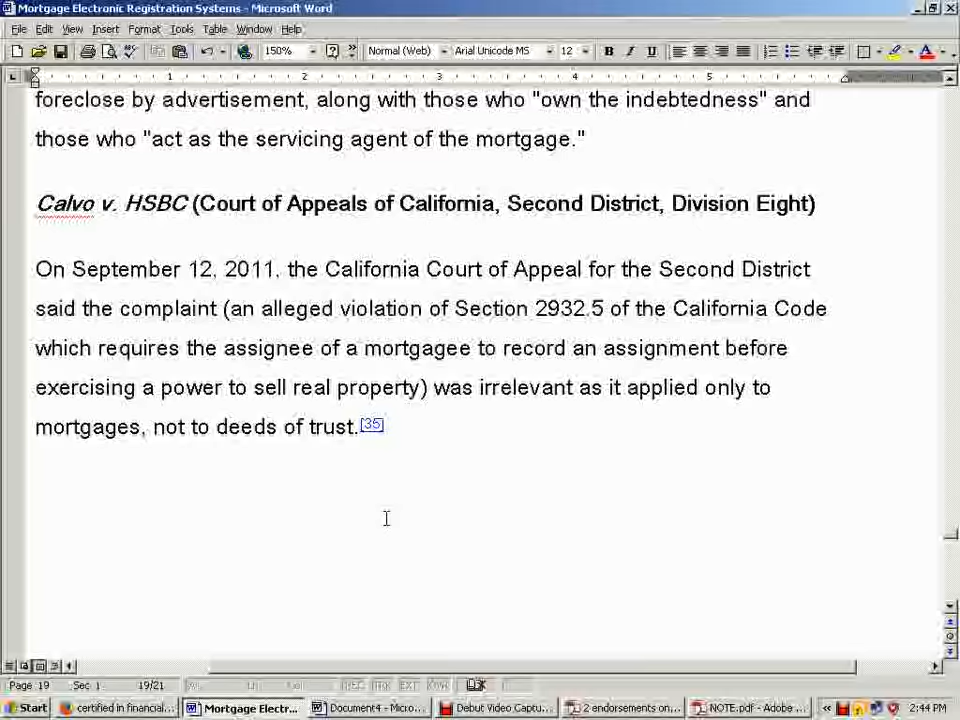 Mortgage Electronic Registration Systems - Microsoft Word
File Edit View Insert Format Tools Table Window Help
150% Normal (Web) Arial Unicode MS 12 B I U
1 2 3 4 5
foreclose by advertisement, along with those who "own the indebtedness" and
those who "act as the servicing agent of the mortgage."
Calvo v. HSBC (Court of Appeals of California, Second District, Division Eight)
On September 12, 2011, the California Court of Appeal for the Second District
said the complaint (an alleged violation of Section 2932.5 of the California Code
which requires the assignee of a mortgagee to record an assignment before
exercising a power to sell real property) was irrelevant as it applied only to
mortgages, not to deeds of trust.[35]
Page 19 Sec 1 19/21 REC TRK EXT OVR
Start certified in financial... Mortgage Electr... Document4 - Micro... Debut Video Captu... 2 endorsements on... NOTE.pdf - Adobe ... 2:44 PM